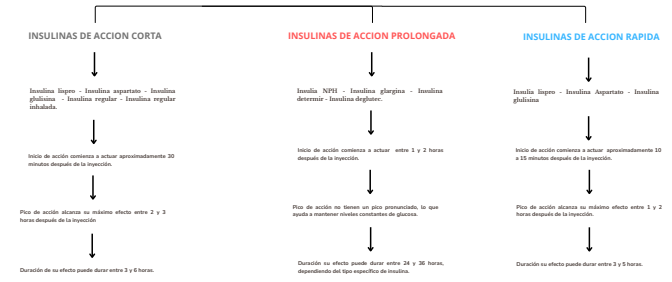 INSULINAS DE ACCION CORTA
Insulina lispro - Insulina aspartato - Insulina
glulisina - Insulina regular - Insulina regular
inhalada.
Inicio de acción comienza a actuar aproximadamente 30
minutos después de la inyección.
Pico de acción alcanza su máximo efecto entre 2 y 3
horas después de la inyección
Duración de su efecto puede durar entre 3 y 6 horas.
INSULINAS DE ACCION PROLONGADA
Insulia NPH - Insulina glargina - Insulina
determir - Insulina deglutec.
Inicio de acción comienza a actuar entre 1 y 2 horas
después de la inyección.
Pico de acción no tienen un pico pronunciado, lo que
ayuda a mantener niveles constantes de glucosa.
Duración su efecto puede durar entre 24 y 36 horas,
dependiendo del tipo específico de insulina.
INSULINAS DE ACCION RAPIDA
Insulia lispro - Insulina Aspartato - Insulina
glulisina
Inicio de acción comienza a actuar aproximadamente 10
a 15 minutos después de la inyección.
Pico de acción alcanza su máximo efecto entre 1 y 2
horas después de la inyección.
Duración su efecto puede durar entre 3 y 5 horas.